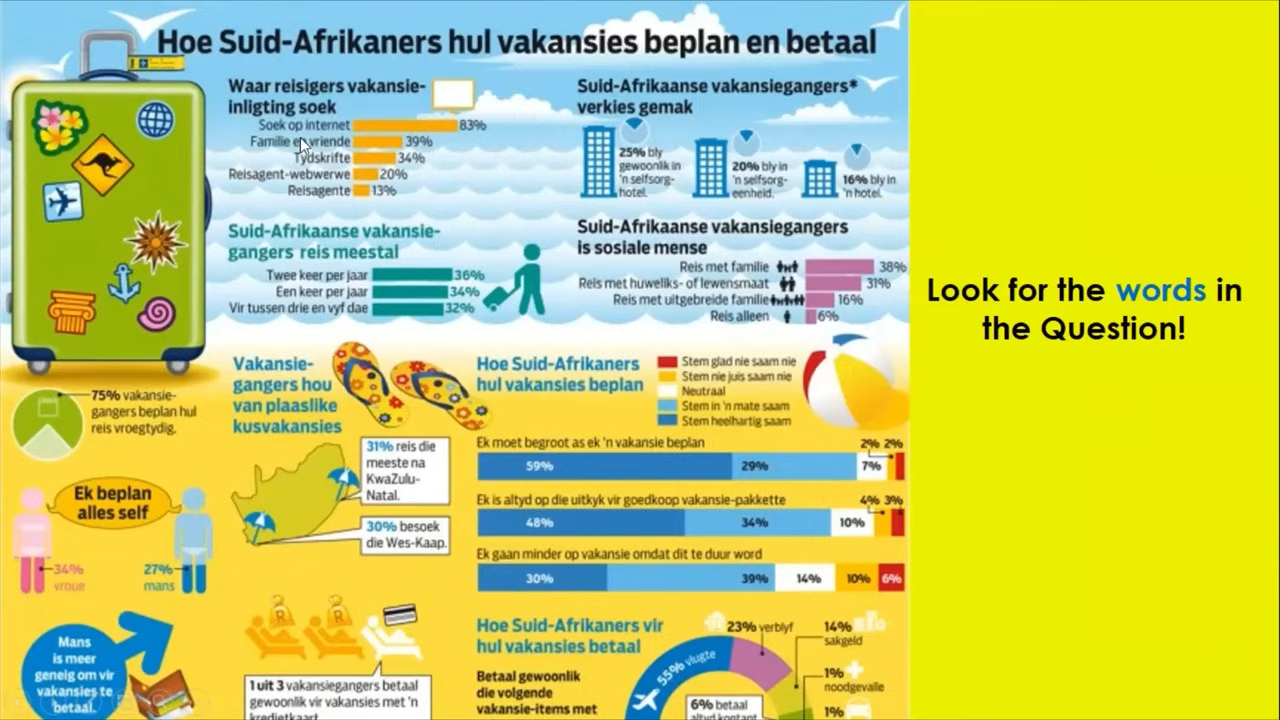 Hoe Suid-Afrikaners hul vakansies beplan en betaal
Waar reisigers vakansie-
inligting soek
Soek op internet 83%
Familie en vriende 39%
Tydskrifte 34%
Reisagent-webwerwe 20%
Reisagente 13%
Suid-Afrikaanse vakansiegangers*
verkies gemak
25% bly
gewoonlik in
'n selfsorg-
hotel.
20% bly in
'n selfsorg-
eenheid.
16% bly in
'n hotel.
Suid-Afrikaanse vakansie-
gangers reis meestal
Twee keer per jaar 36%
Een keer per jaar 34%
Vir tussen drie en vyf dae 32%
Suid-Afrikaanse vakansiegangers
is sosiale mense
Reis met familie 38%
Reis met huweliks- of lewensmaat 31%
Reis met uitgebreide familie 16%
Reis alleen 6%
Look for the words in
the Question!
75% vakansie-
gangers beplan hul
reis vroegtydig.
Ek beplan
alles self
34%
vroue
27%
mans
Mans
is meer
geneig om vir
vakansies te
betaal.
Vakansie-
gangers hou
van plaaslike
kusvakansies
31% reis die
meeste na
KwaZulu-
Natal.
30% besoek
die Wes-Kaap.
R R
1 uit 3 vakansiegangers betaal
gewoonlik vir vakansies met 'n
kredietkaart
Hoe Suid-Afrikaners
hul vakansies beplan
Stem glad nie saam nie
Stem nie juis saam nie
Neutraal
Stem in 'n mate saam
Stem heelhartig saam
Ek moet begroot as ek 'n vakansie beplan
2% 2%
59% 29% 7%
Ek is altyd op die uitkyk vir goedkoop vakansie-pakkette
4% 3%
48% 34% 10%
Ek gaan minder op vakansie omdat dit te duur word
30% 39% 14% 10% 6%
Hoe Suid-Afrikaners vir
hul vakansies betaal
Betaal gewoonlik
die volgende
vakansie-items met
55% vlugte
23% verblyf
14%
sakgeld
1%
noodgevalle
1%
6% betaal
altyd kontant